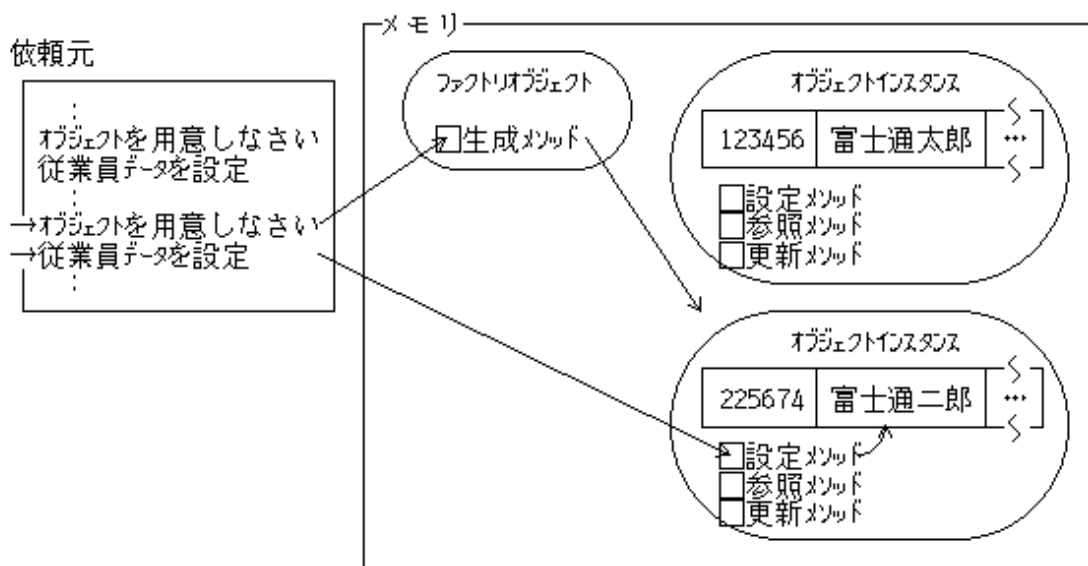 メモリ
依頼元
:
オブジェクトを用意しなさい
従業員データを設定
:
→オブジェクトを用意しなさい
→従業員データを設定
:
ファクトリオブジェクト
生成メソッド
オブジェクトインスタンス
123456 富士通太郎 …
設定メソッド
参照メソッド
更新メソッド
オブジェクトインスタンス
225674 富士通二郎 …
設定メソッド
参照メソッド
更新メソッド